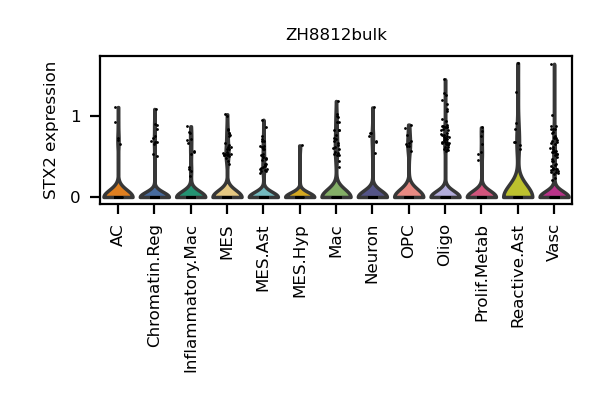 ZH8812bulk
STX2 expression
1
0
AC
Chromatin.Reg
Inflammatory.Mac
MES
MES.Ast
MES.Hyp
Mac
Neuron
OPC
Oligo
Prolif.Metab
Reactive.Ast
Vasc